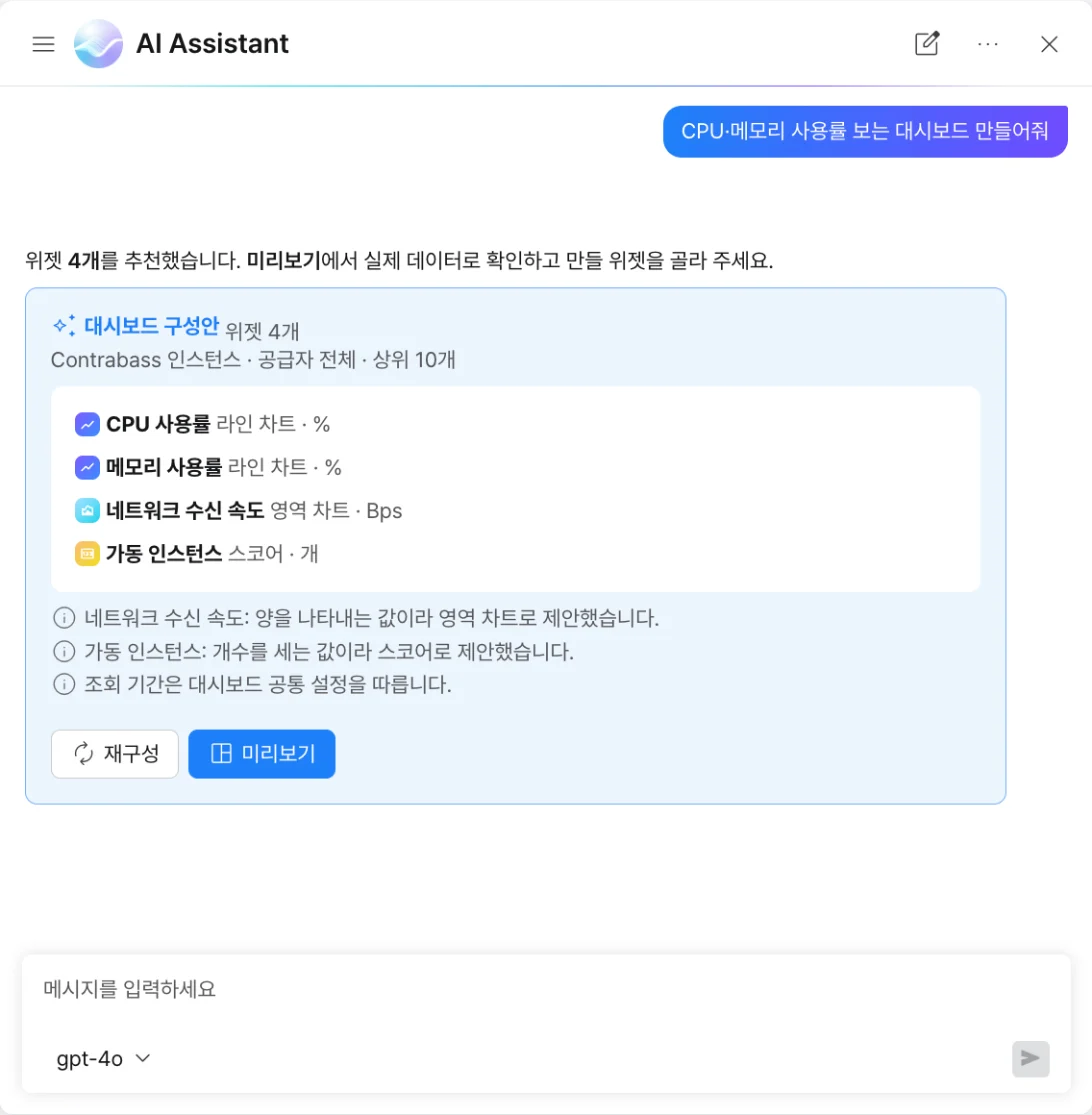 AI Assistant
CPU·메모리 사용률 보는 대시보드 만들어줘
위젯 4개를 추천했습니다. 미리보기에서 실제 데이터로 확인하고 만들 위젯을 골라 주세요.
대시보드 구성안 위젯 4개
Contrabass 인스턴스 · 공급자 전체 · 상위 10개
CPU 사용률 라인 차트 · %
메모리 사용률 라인 차트 · %
네트워크 수신 속도 영역 차트 · Bps
가동 인스턴스 스코어 · 개
네트워크 수신 속도: 양을 나타내는 값이라 영역 차트로 제안했습니다.
가동 인스턴스: 개수를 세는 값이라 스코어로 제안했습니다.
조회 기간은 대시보드 공통 설정을 따릅니다.
재구성 미리보기
메시지를 입력하세요
gpt-4o